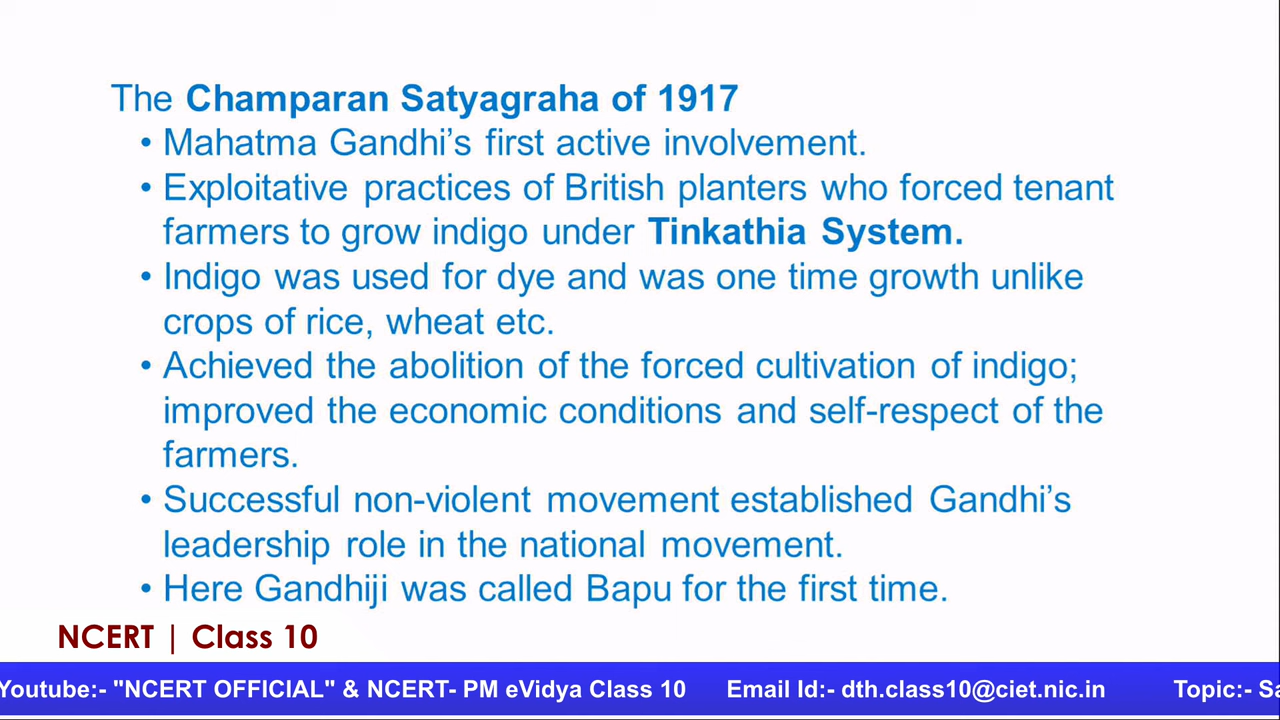 The Champaran Satyagraha of 1917
• Mahatma Gandhi's first active involvement.
• Exploitative practices of British planters who forced tenant
farmers to grow indigo under Tinkathia System.
• Indigo was used for dye and was one time growth unlike
crops of rice, wheat etc.
• Achieved the abolition of the forced cultivation of indigo;
improved the economic conditions and self-respect of the
farmers.
• Successful non-violent movement established Gandhi's
leadership role in the national movement.
• Here Gandhiji was called Bapu for the first time.
NCERT | Class 10
Youtube:- "NCERT OFFICIAL" & NCERT- PM eVidya Class 10 Email Id:- dth.class10@ciet.nic.in Topic:-